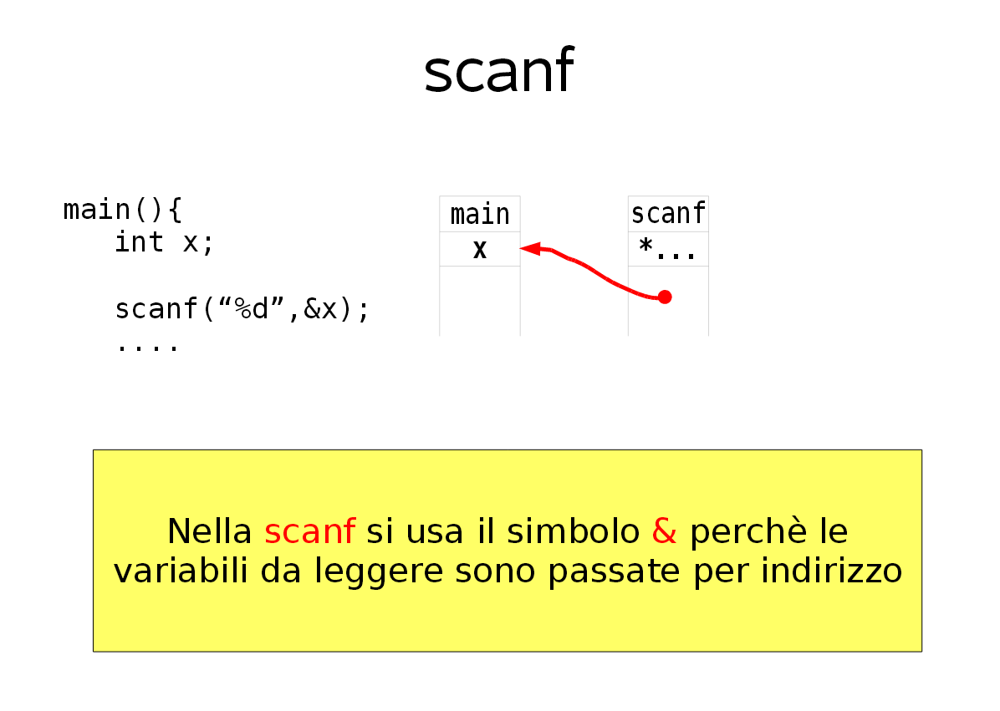 scanf
main(){
int x;
scanf(“%d”,&x);
....
main
x
scanf
*...
Nella scanf si usa il simbolo & perchè le
variabili da leggere sono passate per indirizzo